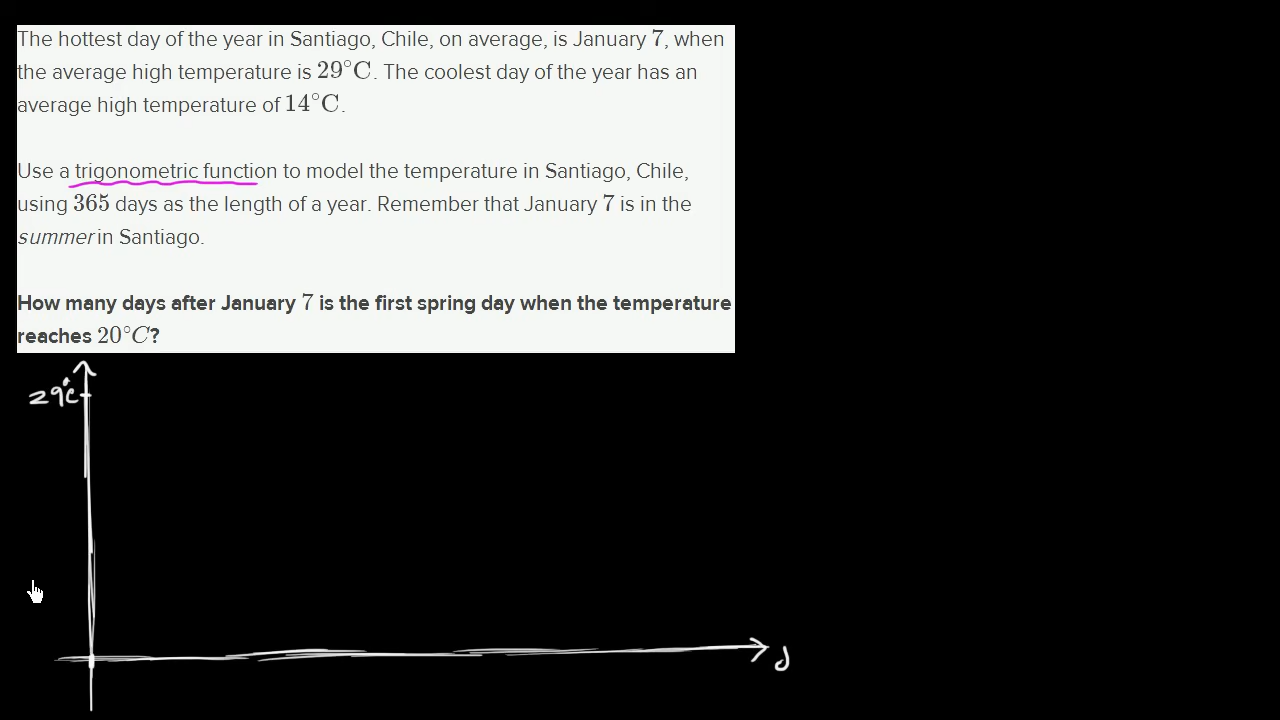 The hottest day of the year in Santiago, Chile, on average, is January 7, when
the average high temperature is 29°C. The coolest day of the year has an
average high temperature of 14°C.
Use a trigonometric function to model the temperature in Santiago, Chile,
using 365 days as the length of a year. Remember that January 7 is in the
summer in Santiago.
How many days after January 7 is the first spring day when the temperature
reaches 20°C?
29°C
d